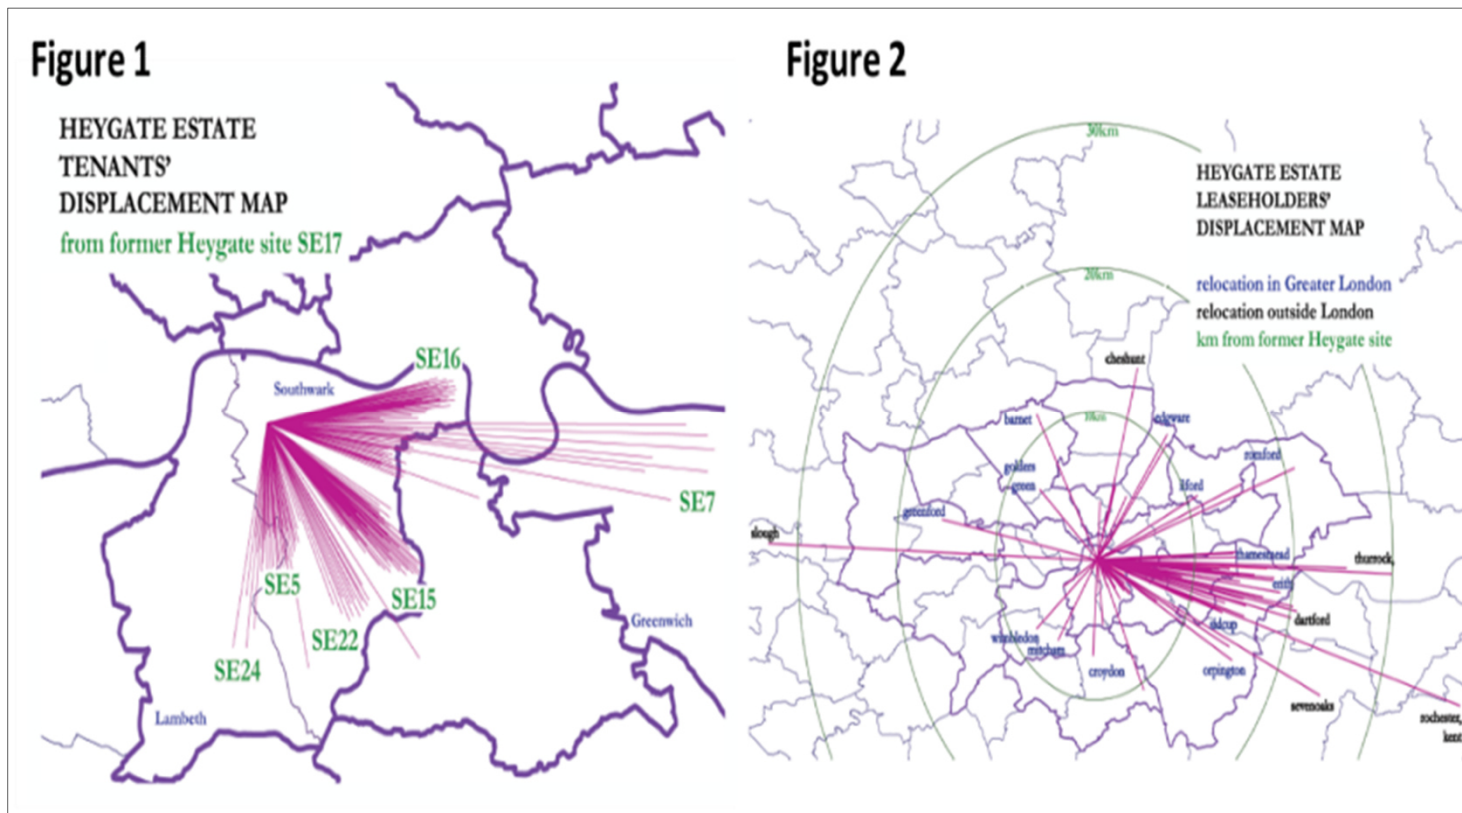 Figure 1
HEYGATE ESTATE
TENANTS'
DISPLACEMENT MAP
from former Heygate site SE17
SE16
Southwark
SE7
SE5
SE15
SE22
Greenwich
SE24
Lambeth
Figure 2
30km
HEYGATE ESTATE
LEASEHOLDERS'
DISPLACEMENT MAP
20km
relocation in Greater London
relocation outside London
km from former Heygate site
cheshunt
barnet
10km
edgware
romford
golders
green
ilford
greenford
slough
thamesmead
thurrock,
erith
dartford
sidcup
wimbledon
mitcham
croydon
orpington
sevenoaks
rochester,
kent